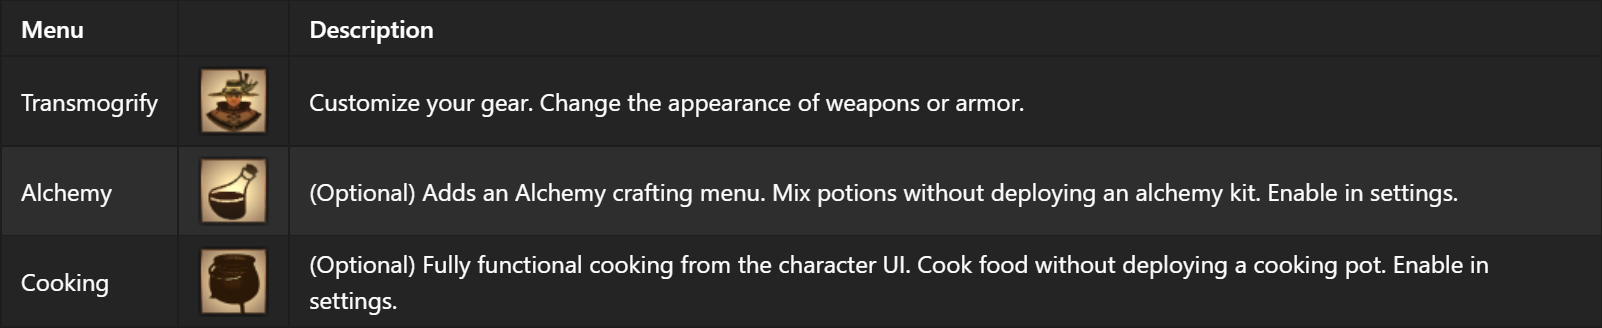 Menu Description
Transmogrify Customize your gear. Change the appearance of weapons or armor.
Alchemy (Optional) Adds an Alchemy crafting menu. Mix potions without deploying an alchemy kit. Enable in settings.
Cooking (Optional) Fully functional cooking from the character UI. Cook food without deploying a cooking pot. Enable in
settings.